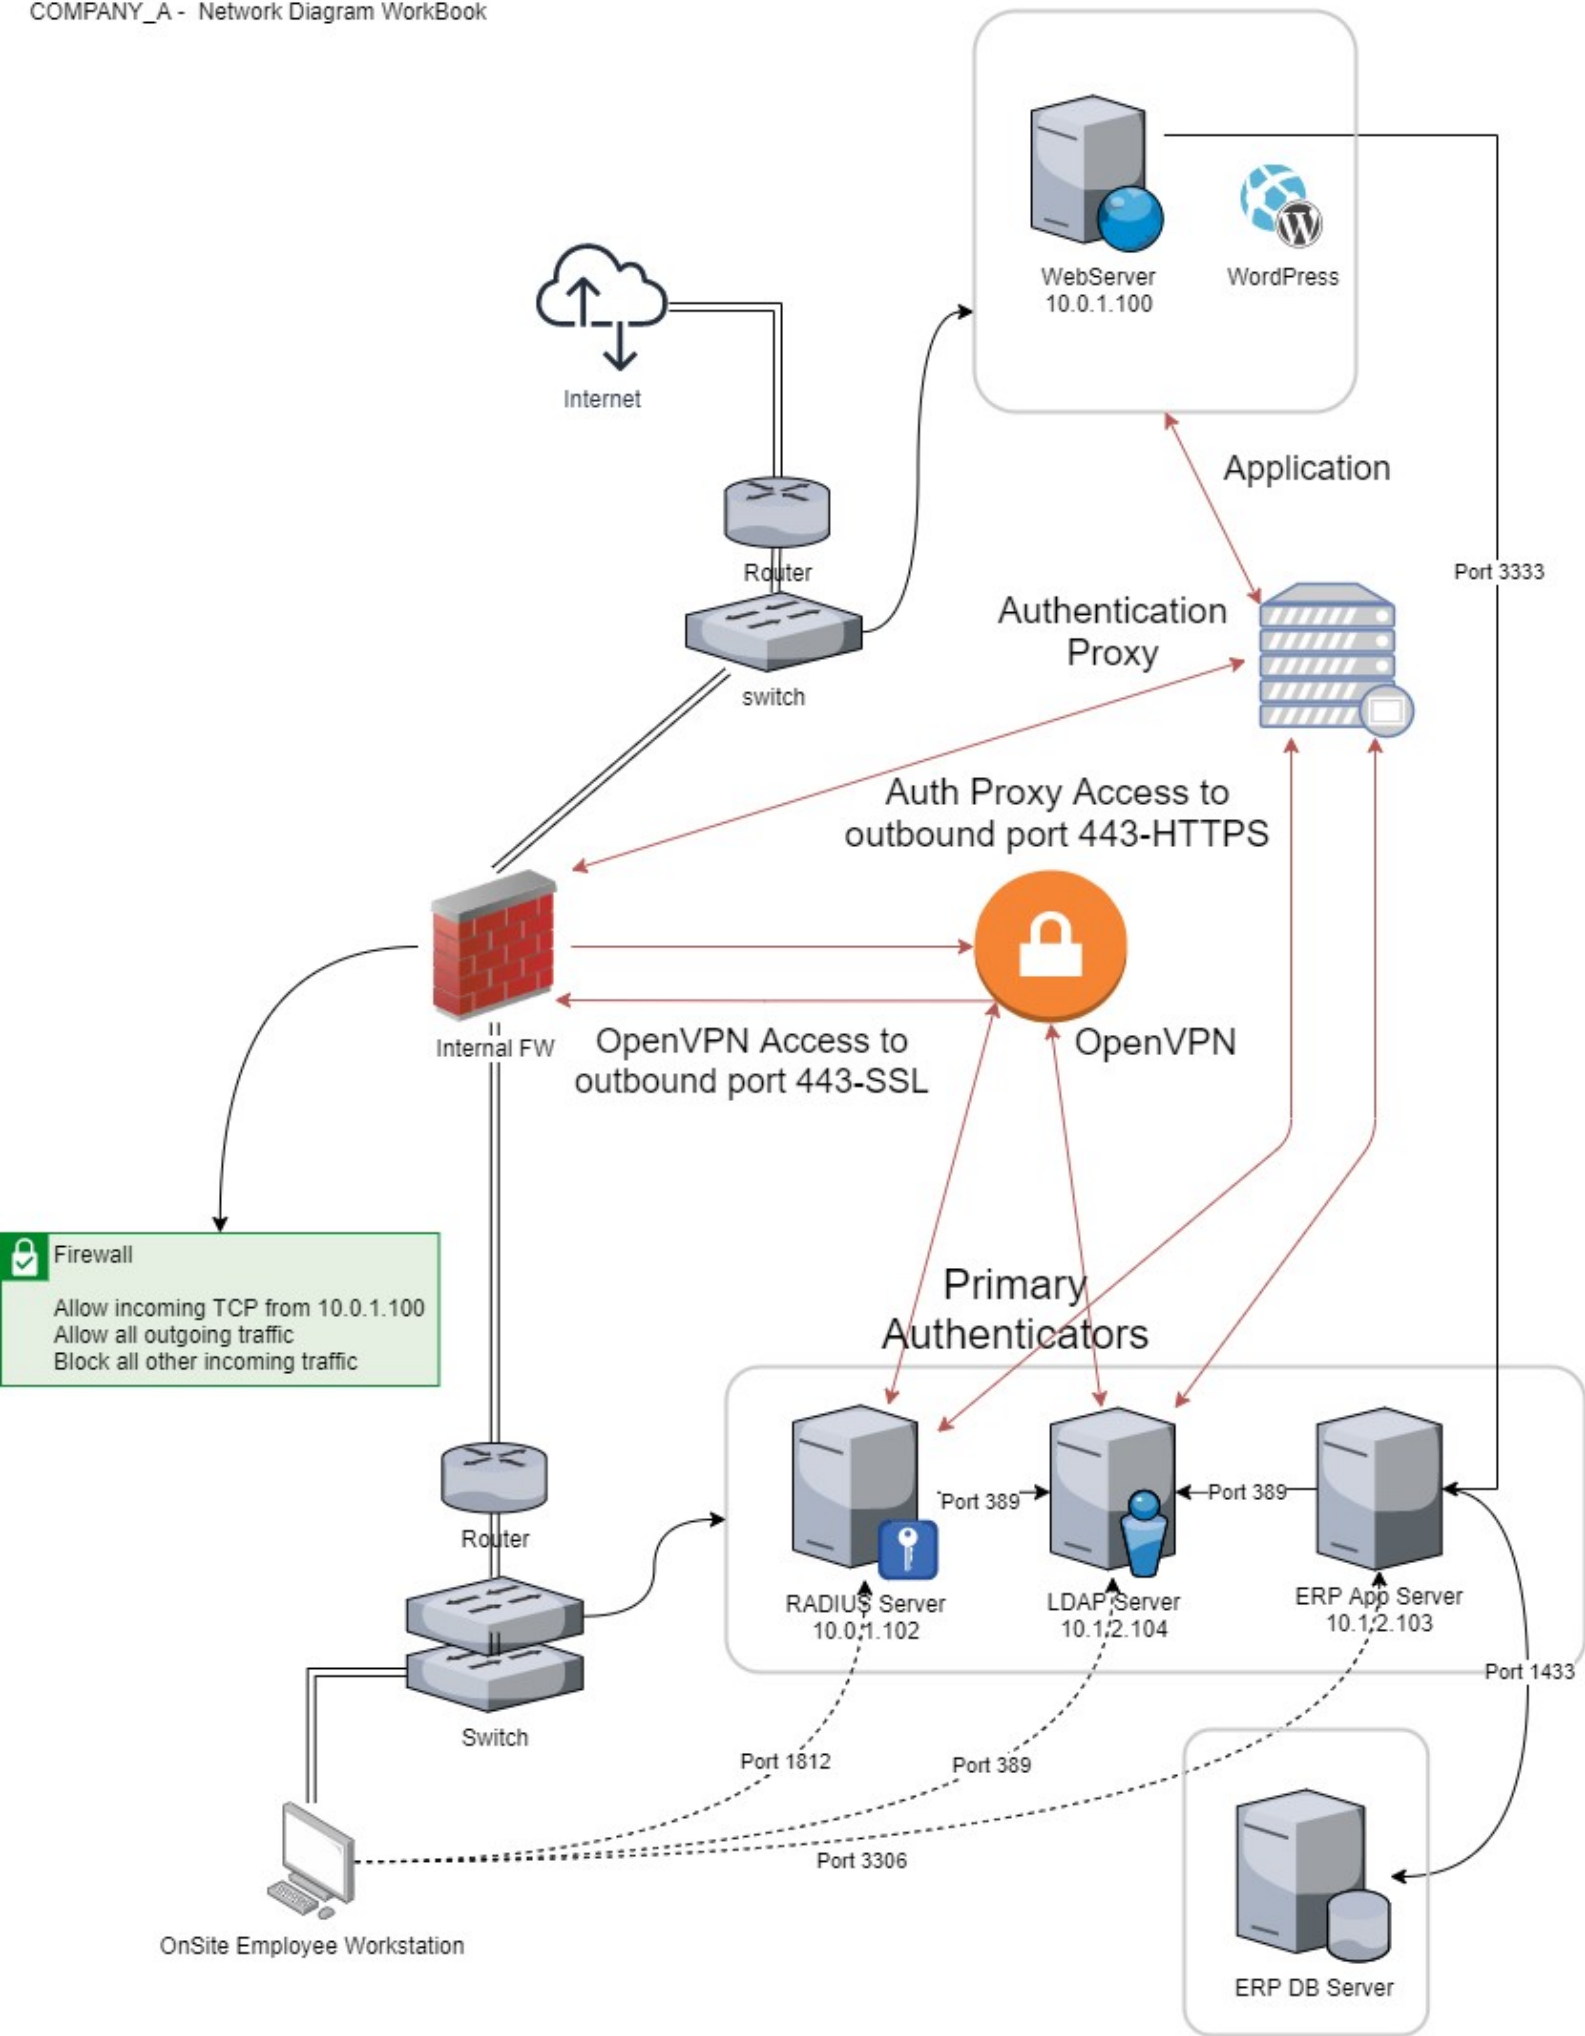 COMPANY_A - Network Diagram WorkBook
WebServer
10.0.1.100
WordPress
Internet
Application
Router
Port 3333
Authentication
Proxy
switch
Auth Proxy Access to
outbound port 443-HTTPS
Internal FW
OpenVPN Access to
outbound port 443-SSL
OpenVPN
Firewall
Allow incoming TCP from 10.0.1.100
Allow all outgoing traffic
Block all other incoming traffic
Primary
Authenticators
Port 389
Port 389
Router
RADIUS Server
10.0.1.102
LDAP Server
10.1.2.104
ERP App Server
10.1.2.103
Port 1433
Switch
Port 1812
Port 389
Port 3306
OnSite Employee Workstation
ERP DB Server